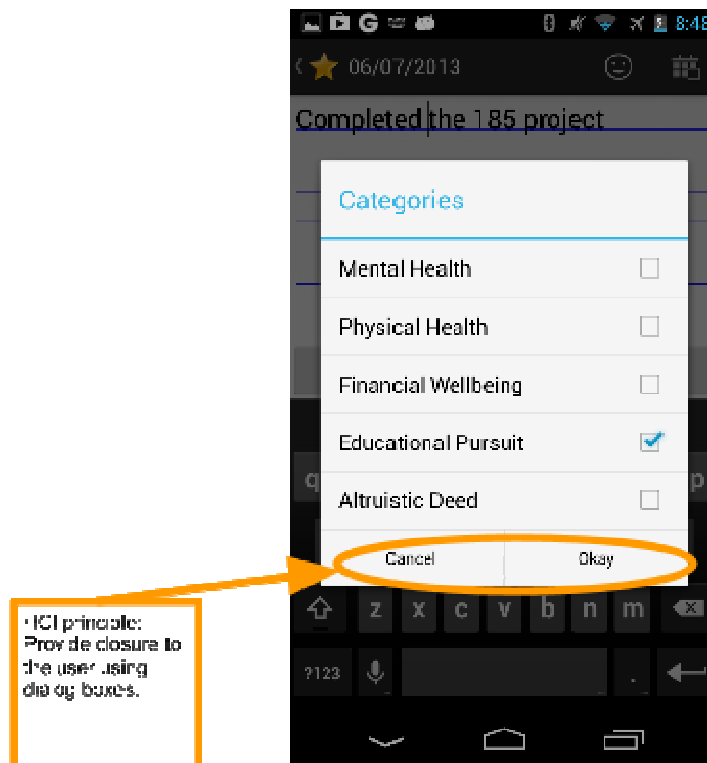 8:48
06/07/2013
Completed the 185 project
Categories
Mental Health
Physical Health
Financial Wellbeing
Educational Pursuit
Altruistic Deed
Cancel Okay
q p
z x c v b n m
?123 .
HCI principle:
Provide closure to
the user using
dialog boxes.